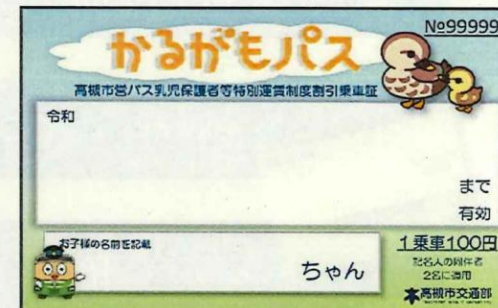 №99999
かるがもパス
高槻市営バス乳児保護者等特別運賃制度割引乗車証
令和
まで
有効
お子様の名前を記載
ちゃん
1乗車100円
記名人の同伴者
2名に適用
高槻市交通部